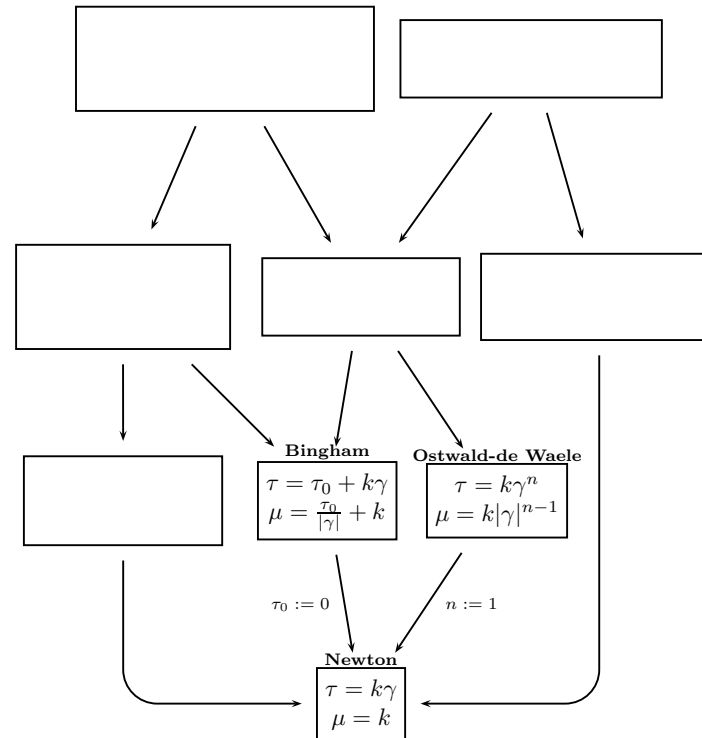 Bingham
τ = τ₀ + kγ
μ = τ₀/|γ| + k
Ostwald-de Waele
τ = kγⁿ
μ = k|γ|ⁿ⁻¹
τ₀ := 0
n := 1
Newton
τ = kγ
μ = k